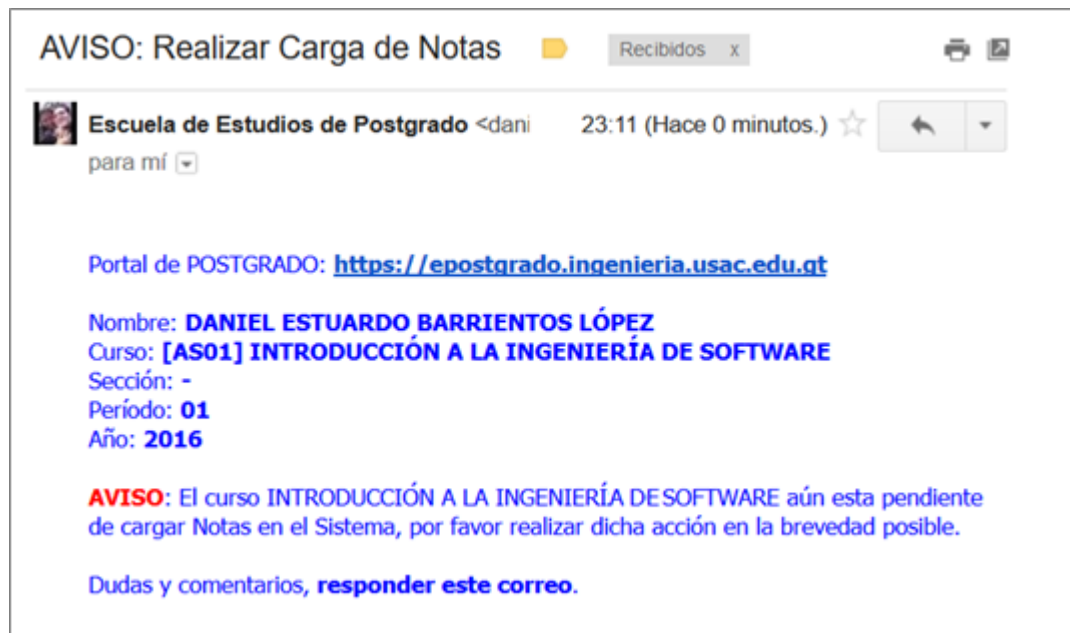 AVISO: Realizar Carga de Notas Recibidos x
Escuela de Estudios de Postgrado <dani 23:11 (Hace 0 minutos.)
para mí
Portal de POSTGRADO: https://epostgrado.ingenieria.usac.edu.gt
Nombre: DANIEL ESTUARDO BARRIENTOS LÓPEZ
Curso: [AS01] INTRODUCCIÓN A LA INGENIERÍA DE SOFTWARE
Sección: -
Período: 01
Año: 2016
AVISO: El curso INTRODUCCIÓN A LA INGENIERÍA DE SOFTWARE aún esta pendiente
de cargar Notas en el Sistema, por favor realizar dicha acción en la brevedad posible.
Dudas y comentarios, responder este correo.